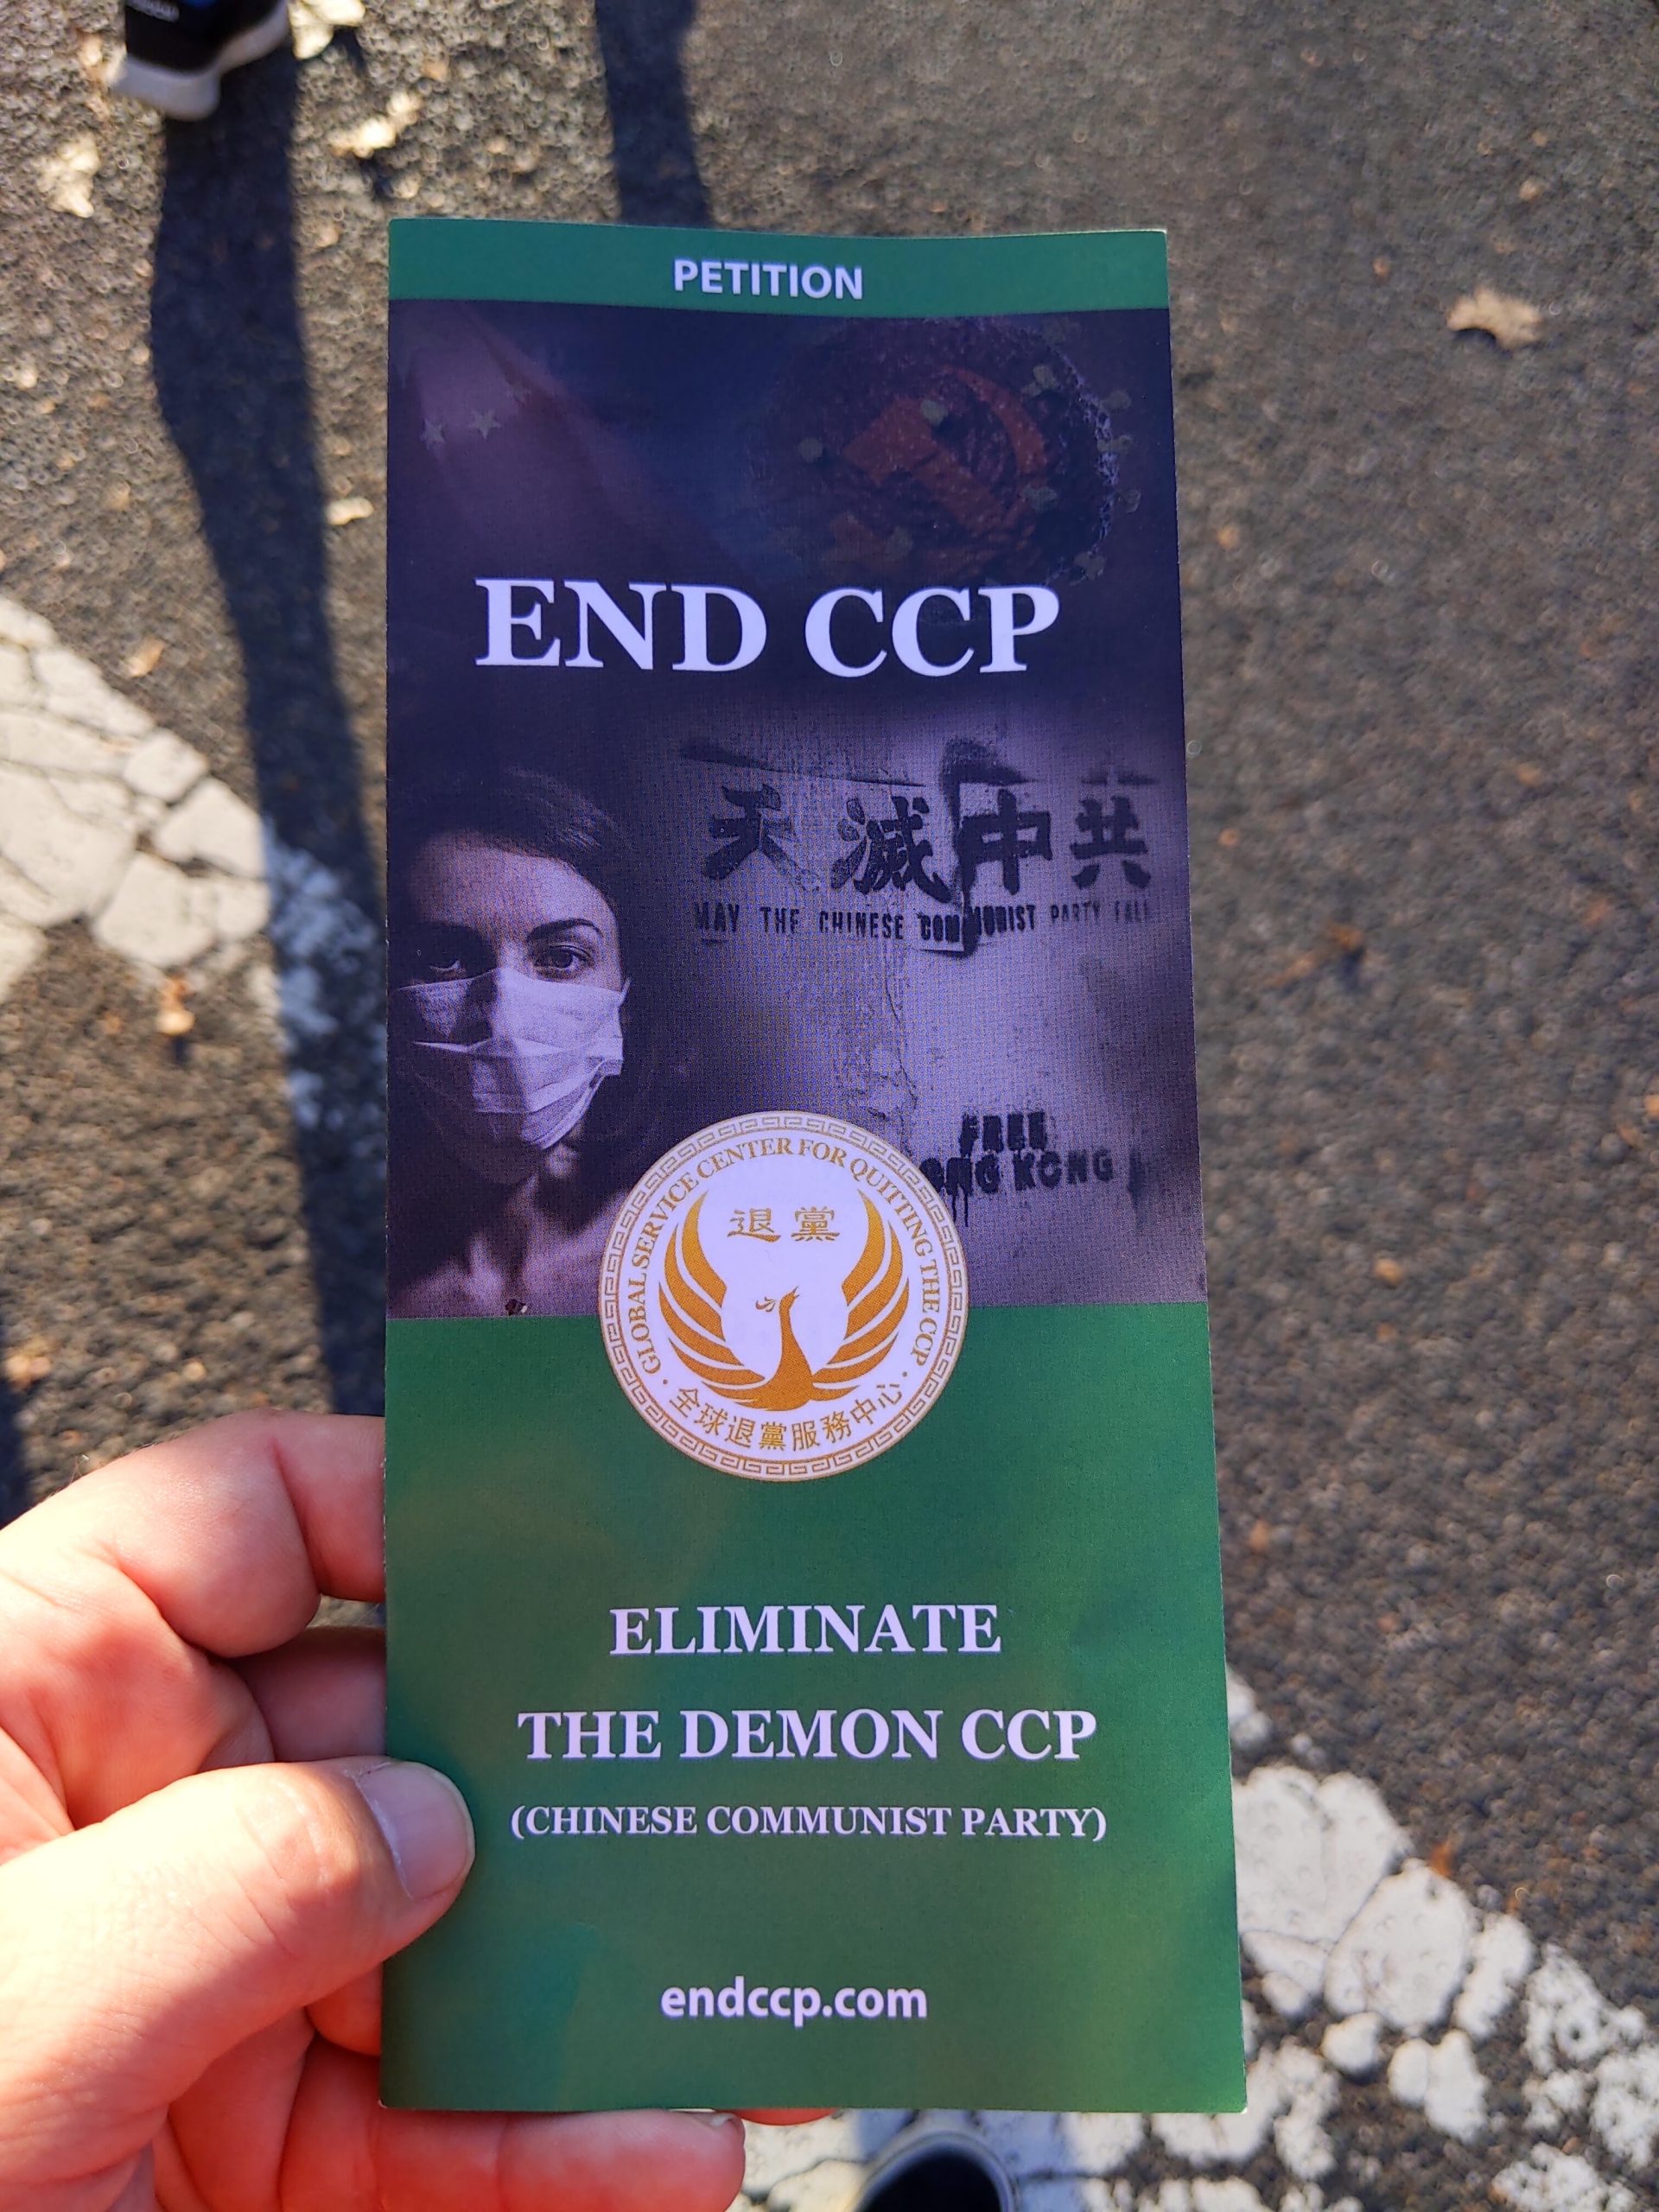 PETITION
END CCP
天滅中共
MAY THE CHINESE COMMUNIST PARTY FALL
FREE
KONG
GLOBAL SERVICE CENTER FOR QUITTING THE CCP
退黨
全球退黨服務中心
ELIMINATE
THE DEMON CCP
(CHINESE COMMUNIST PARTY)
endccp.com